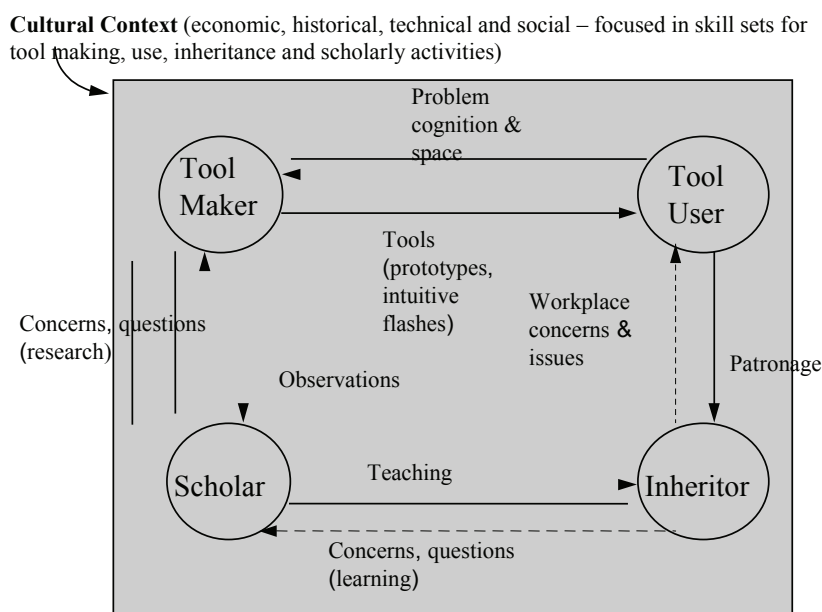 Cultural Context (economic, historical, technical and social – focused in skill sets for
tool making, use, inheritance and scholarly activities)
Problem
cognition &
space
Tool
Maker
Tool
User
Tools
(prototypes,
intuitive
flashes)
Workplace
concerns &
issues
Concerns, questions
(research)
Observations
Patronage
Scholar
Teaching
Inheritor
Concerns, questions
(learning)